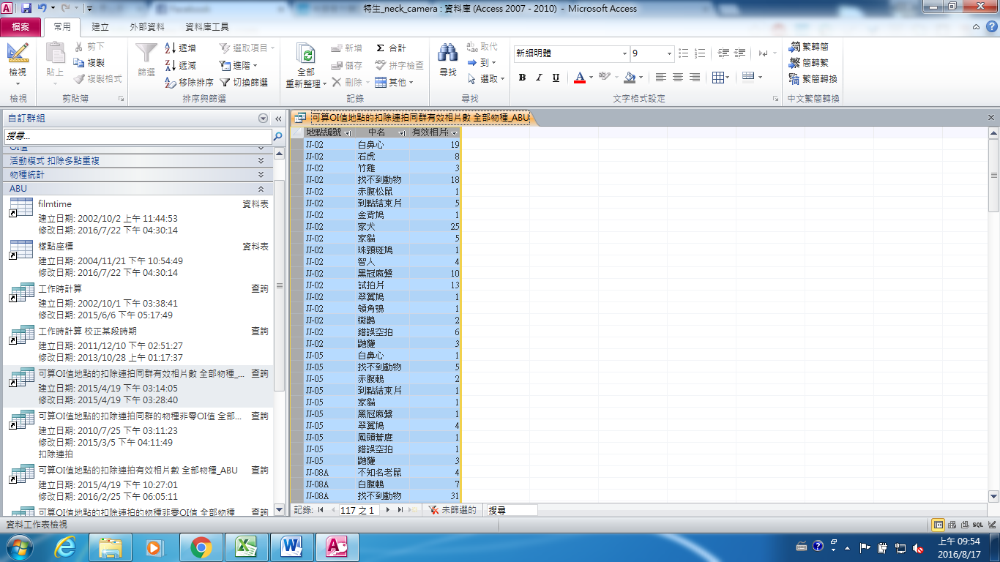 特生_neck_camera : 資料庫 (Access 2007 - 2010) - Microsoft Access
檔案 常用 建立 外部資料 資料庫工具
檢視
檢視
貼上
剪下
複製
複製格式
剪貼簿
篩選
遞增
遞減
移除排序
選取項目
進階
切換篩選
排序與篩選
全部
重新整理
新增
儲存
刪除
合計
拼字檢查
其他
記錄
尋找
取代
到
選取
尋找
新細明體 9
B I U
文字格式設定
繁轉簡
簡轉繁
繁簡轉換
中文繁簡轉換
自訂群組
搜尋...
OI值
活動模式 扣除多點重複
物種統計
ABU
filmtime 資料表
建立日期: 2002/10/2 上午 11:44:53
修改日期: 2016/7/22 下午 04:30:14
樣點座標 資料表
建立日期: 2004/11/21 下午 10:54:49
修改日期: 2016/7/22 下午 04:30:14
工作時計算 查詢
建立日期: 2002/10/1 下午 03:38:41
修改日期: 2015/6/6 下午 05:17:49
工作時計算 校正某段時期 查詢
建立日期: 2011/12/10 下午 02:51:27
修改日期: 2013/10/28 上午 01:17:37
可算OI值地點的扣除連拍同群有效相片數 全部物種_... 查詢
建立日期: 2015/4/19 下午 03:14:05
修改日期: 2015/4/19 下午 03:28:40
可算OI值地點的扣除連拍同群的物種非零OI值 全部... 查詢
建立日期: 2010/7/25 下午 03:11:23
修改日期: 2015/3/5 下午 04:11:49
扣除連拍
可算OI值地點的扣除連拍有效相片數 全部物種_ABU 查詢
建立日期: 2015/4/19 下午 10:27:01
修改日期: 2016/2/25 下午 06:05:11
可算OI值地點的扣除連拍的物種非零OI值 全部物種 查詢
可算OI值地點的扣除連拍同群有效相片數 全部物種_ABU
地點編號 中名 有效相片
JJ-02 白鼻心 19
JJ-02 石虎 8
JJ-02 竹雞 3
JJ-02 找不到動物 18
JJ-02 赤腹松鼠 1
JJ-02 到點結束片 5
JJ-02 金背鳩 1
JJ-02 家犬 25
JJ-02 家貓 5
JJ-02 珠頸斑鳩 1
JJ-02 智人 4
JJ-02 黑冠麻鷺 10
JJ-02 試拍片 13
JJ-02 翠翼鳩 1
JJ-02 領角鴞 1
JJ-02 樹鵲 2
JJ-02 錯誤空拍 6
JJ-02 鼬獾 3
JJ-05 白鼻心 1
JJ-05 找不到動物 5
JJ-05 赤腹鶇 2
JJ-05 到點結束片 1
JJ-05 家貓 1
JJ-05 黑冠麻鷺 1
JJ-05 翠翼鳩 4
JJ-05 鳳頭蒼鷹 1
JJ-05 錯誤空拍 1
JJ-05 鼬獾 3
JJ-08A 不知名老鼠 4
JJ-08A 白腹鶇 7
JJ-08A 找不到動物 31
記錄: 117 之 1 未篩選的 搜尋
資料工作表檢視
SQL
上午 09:54
2016/8/17